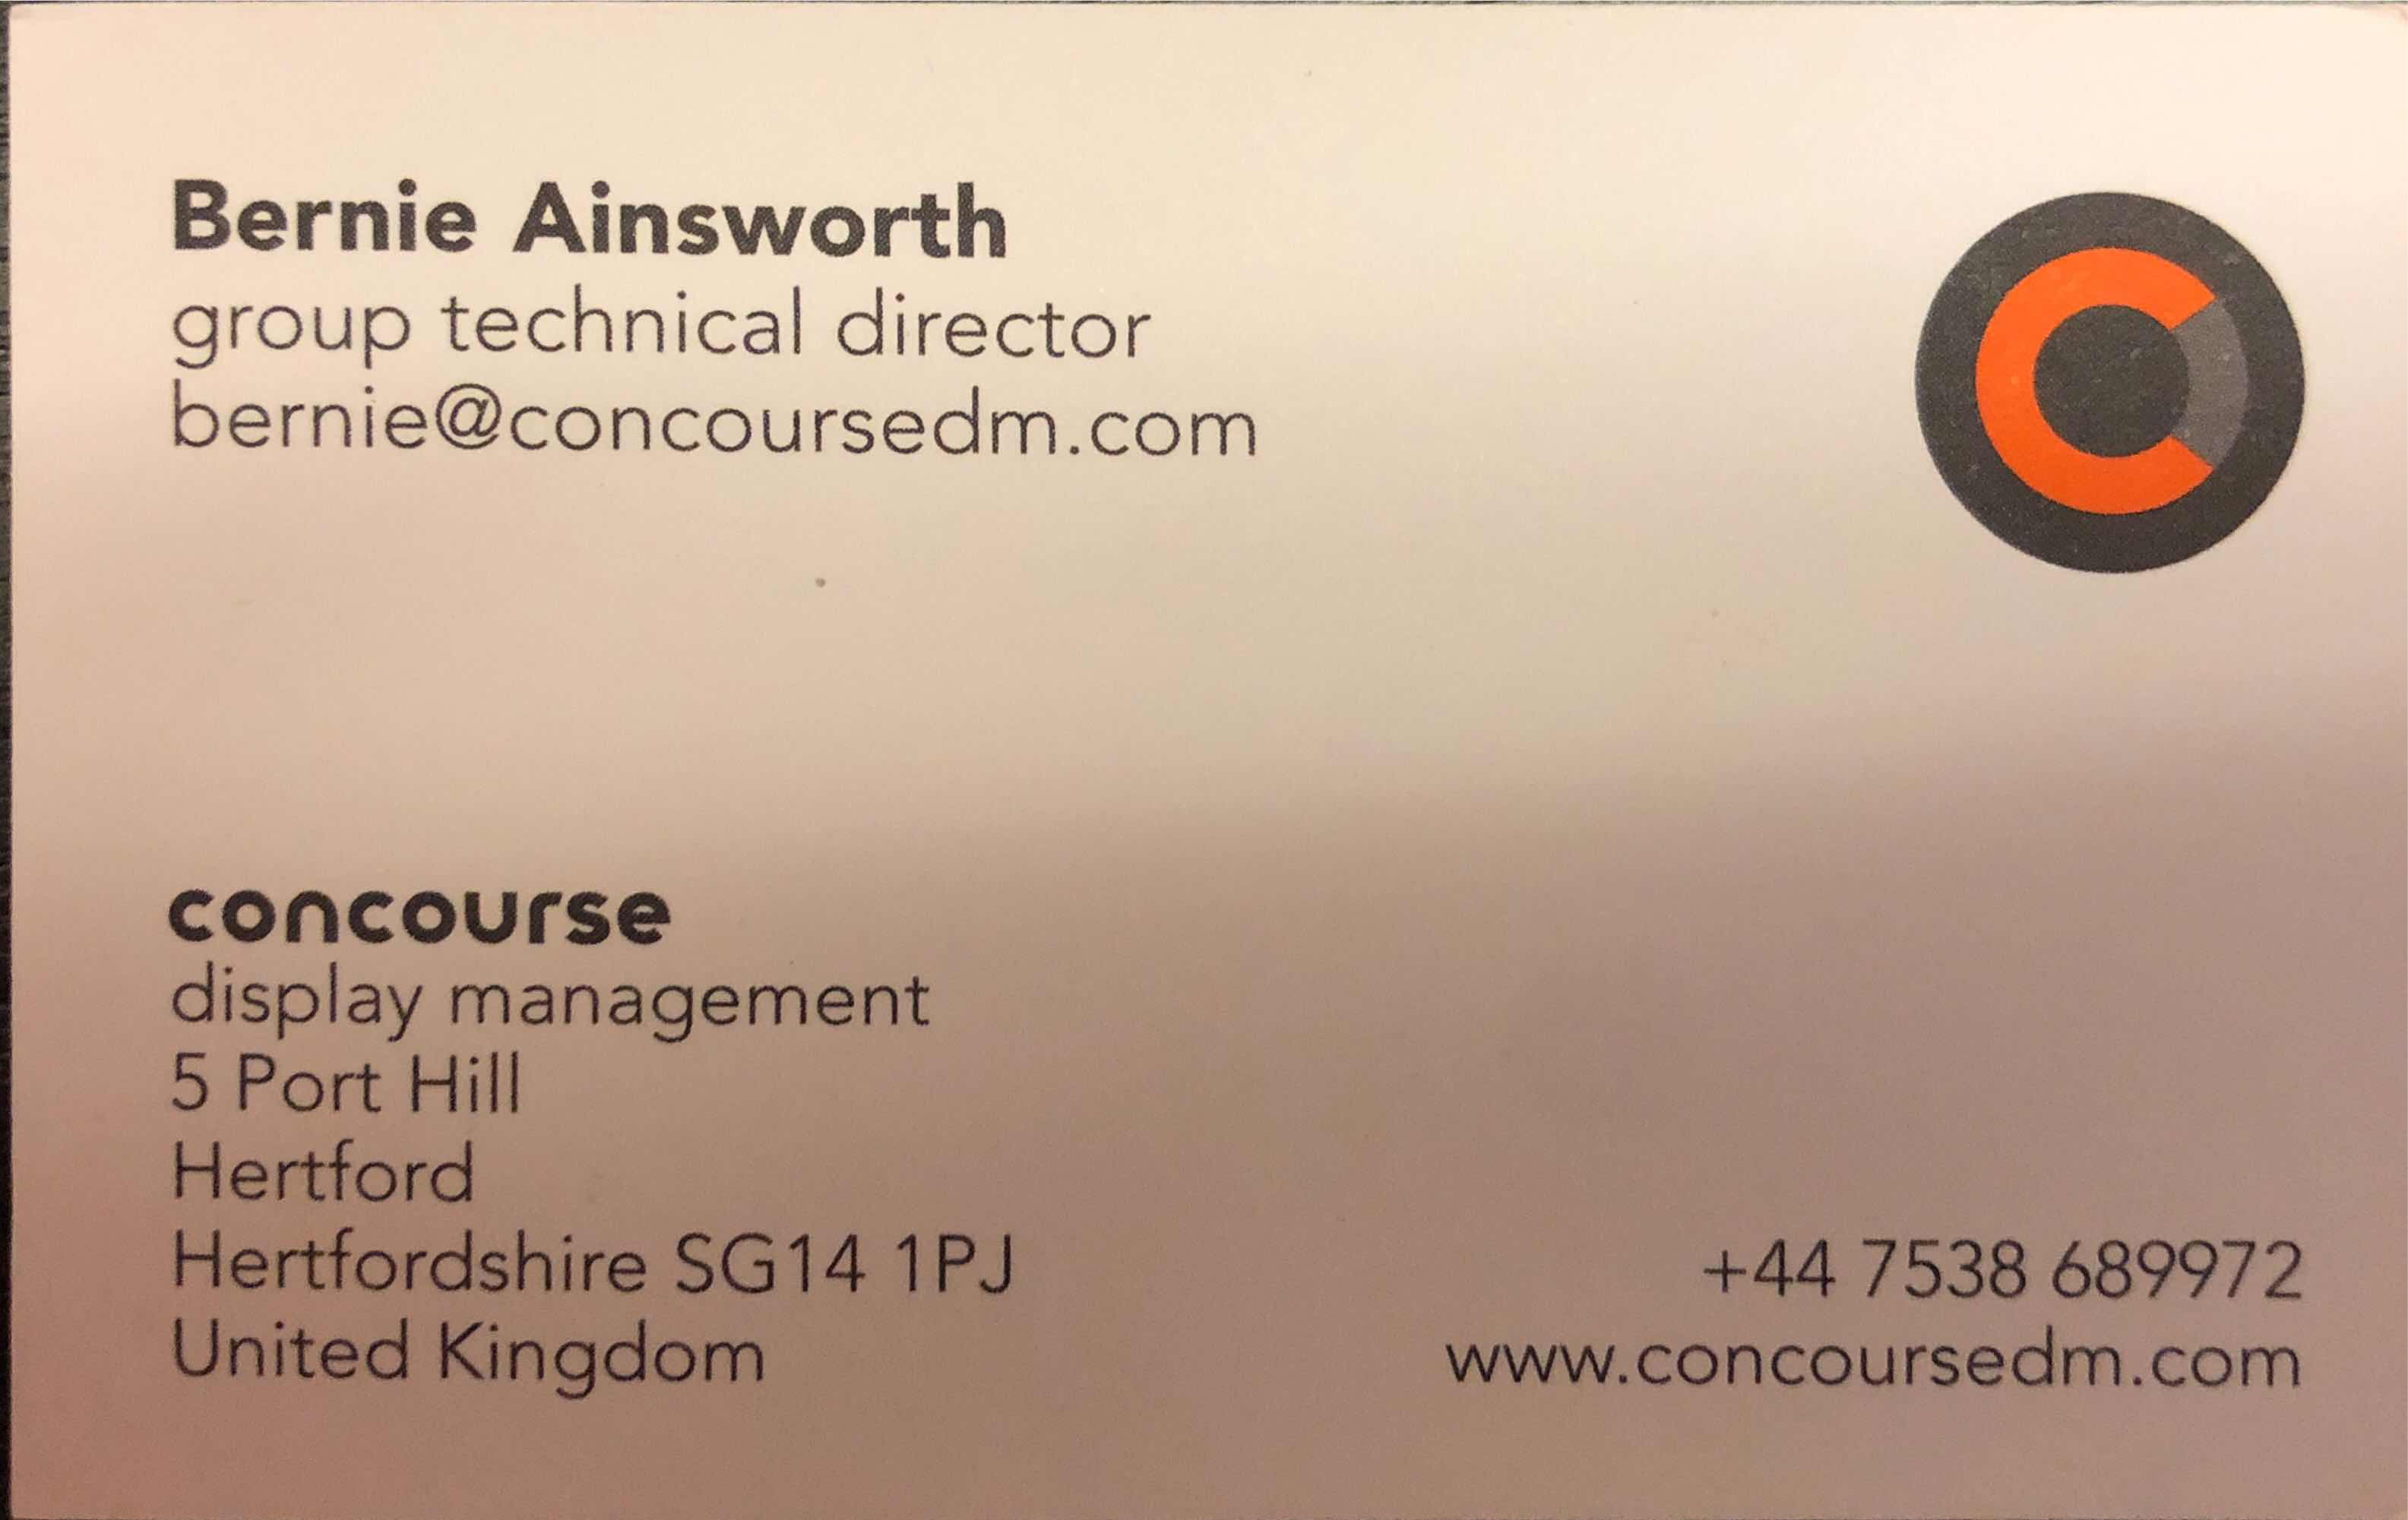 Bernie Ainsworth
group technical director
bernie@concoursedm.com
concourse
display management
5 Port Hill
Hertford
Hertfordshire SG14 1PJ
United Kingdom
+44 7538 689972
www.concoursedm.com